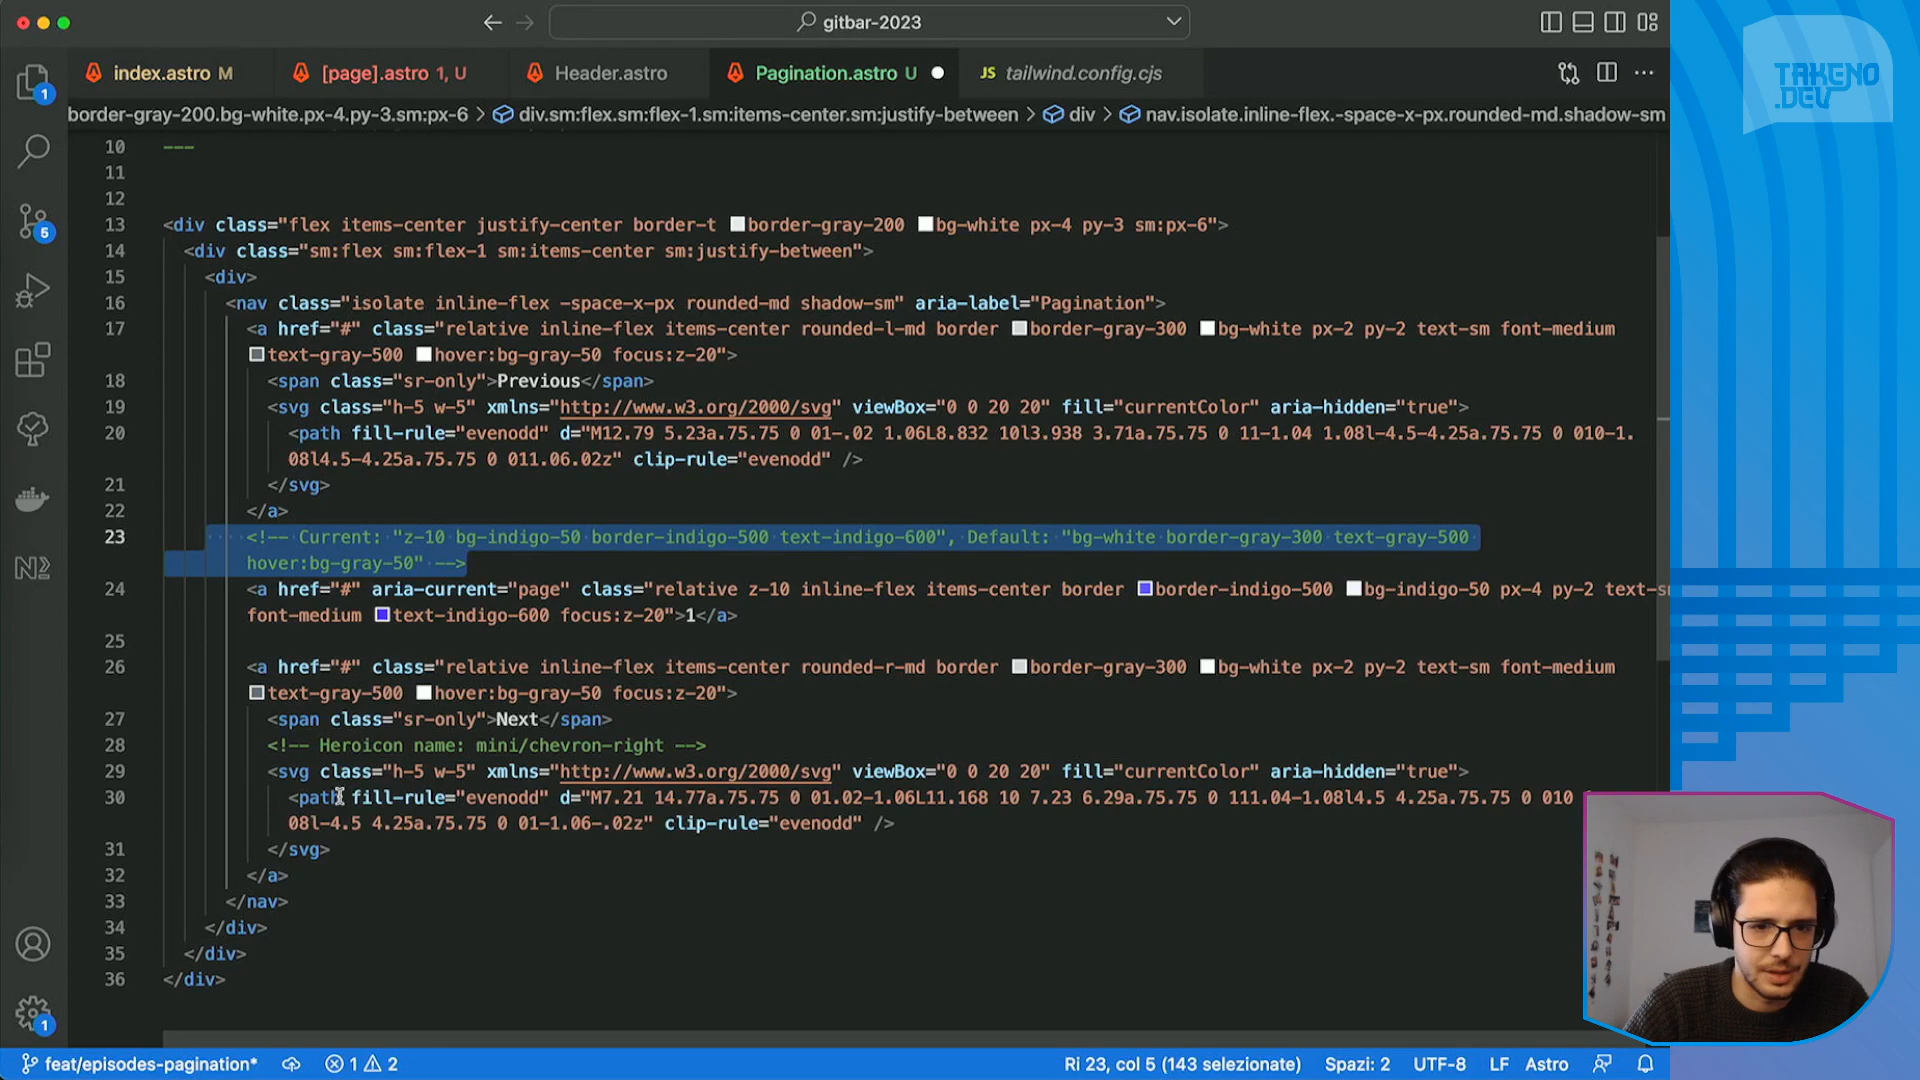 gitbar-2023
TAKENO
.DEV
index.astro M
[page].astro 1, U
Header.astro
Pagination.astro U
JS tailwind.config.cjs
border-gray-200.bg-white.px-4.py-3.sm:px-6 > div.sm:flex.sm:flex-1.sm:items-center.sm:justify-between > div > nav.isolate.inline-flex.-space-x-px.rounded-md.shadow-sm
10 ---
11
12
13 <div class="flex items-center justify-center border-t border-gray-200 bg-white px-4 py-3 sm:px-6">
14 <div class="sm:flex sm:flex-1 sm:items-center sm:justify-between">
15 <div>
16 <nav class="isolate inline-flex -space-x-px rounded-md shadow-sm" aria-label="Pagination">
17 <a href="#" class="relative inline-flex items-center rounded-l-md border border-gray-300 bg-white px-2 py-2 text-sm font-medium
text-gray-500 hover:bg-gray-50 focus:z-20">
18 <span class="sr-only">Previous</span>
19 <svg class="h-5 w-5" xmlns="http://www.w3.org/2000/svg" viewBox="0 0 20 20" fill="currentColor" aria-hidden="true">
20 <path fill-rule="evenodd" d="M12.79 5.23a.75.75 0 01-.02 1.06L8.832 10l3.938 3.71a.75.75 0 11-1.04 1.08l-4.5-4.25a.75.75 0 010-1.
08l4.5-4.25a.75.75 0 011.06.02z" clip-rule="evenodd" />
21 </svg>
22 </a>
23 <!-- Current: "z-10 bg-indigo-50 border-indigo-500 text-indigo-600", Default: "bg-white border-gray-300 text-gray-500
hover:bg-gray-50" -->
24 <a href="#" aria-current="page" class="relative z-10 inline-flex items-center border border-indigo-500 bg-indigo-50 px-4 py-2 text-sm
font-medium text-indigo-600 focus:z-20">1</a>
25
26 <a href="#" class="relative inline-flex items-center rounded-r-md border border-gray-300 bg-white px-2 py-2 text-sm font-medium
text-gray-500 hover:bg-gray-50 focus:z-20">
27 <span class="sr-only">Next</span>
28 <!-- Heroicon name: mini/chevron-right -->
29 <svg class="h-5 w-5" xmlns="http://www.w3.org/2000/svg" viewBox="0 0 20 20" fill="currentColor" aria-hidden="true">
30 <path fill-rule="evenodd" d="M7.21 14.77a.75.75 0 01.02-1.06L11.168 10 7.23 6.29a.75.75 0 111.04-1.08l4.5 4.25a.75.75 0 010
08l-4.5 4.25a.75.75 0 01-1.06-.02z" clip-rule="evenodd" />
31 </svg>
32 </a>
33 </nav>
34 </div>
35 </div>
36 </div>
1
5
1
feat/episodes-pagination* 1 2 Ri 23, col 5 (143 selezionate) Spazi: 2 UTF-8 LF Astro